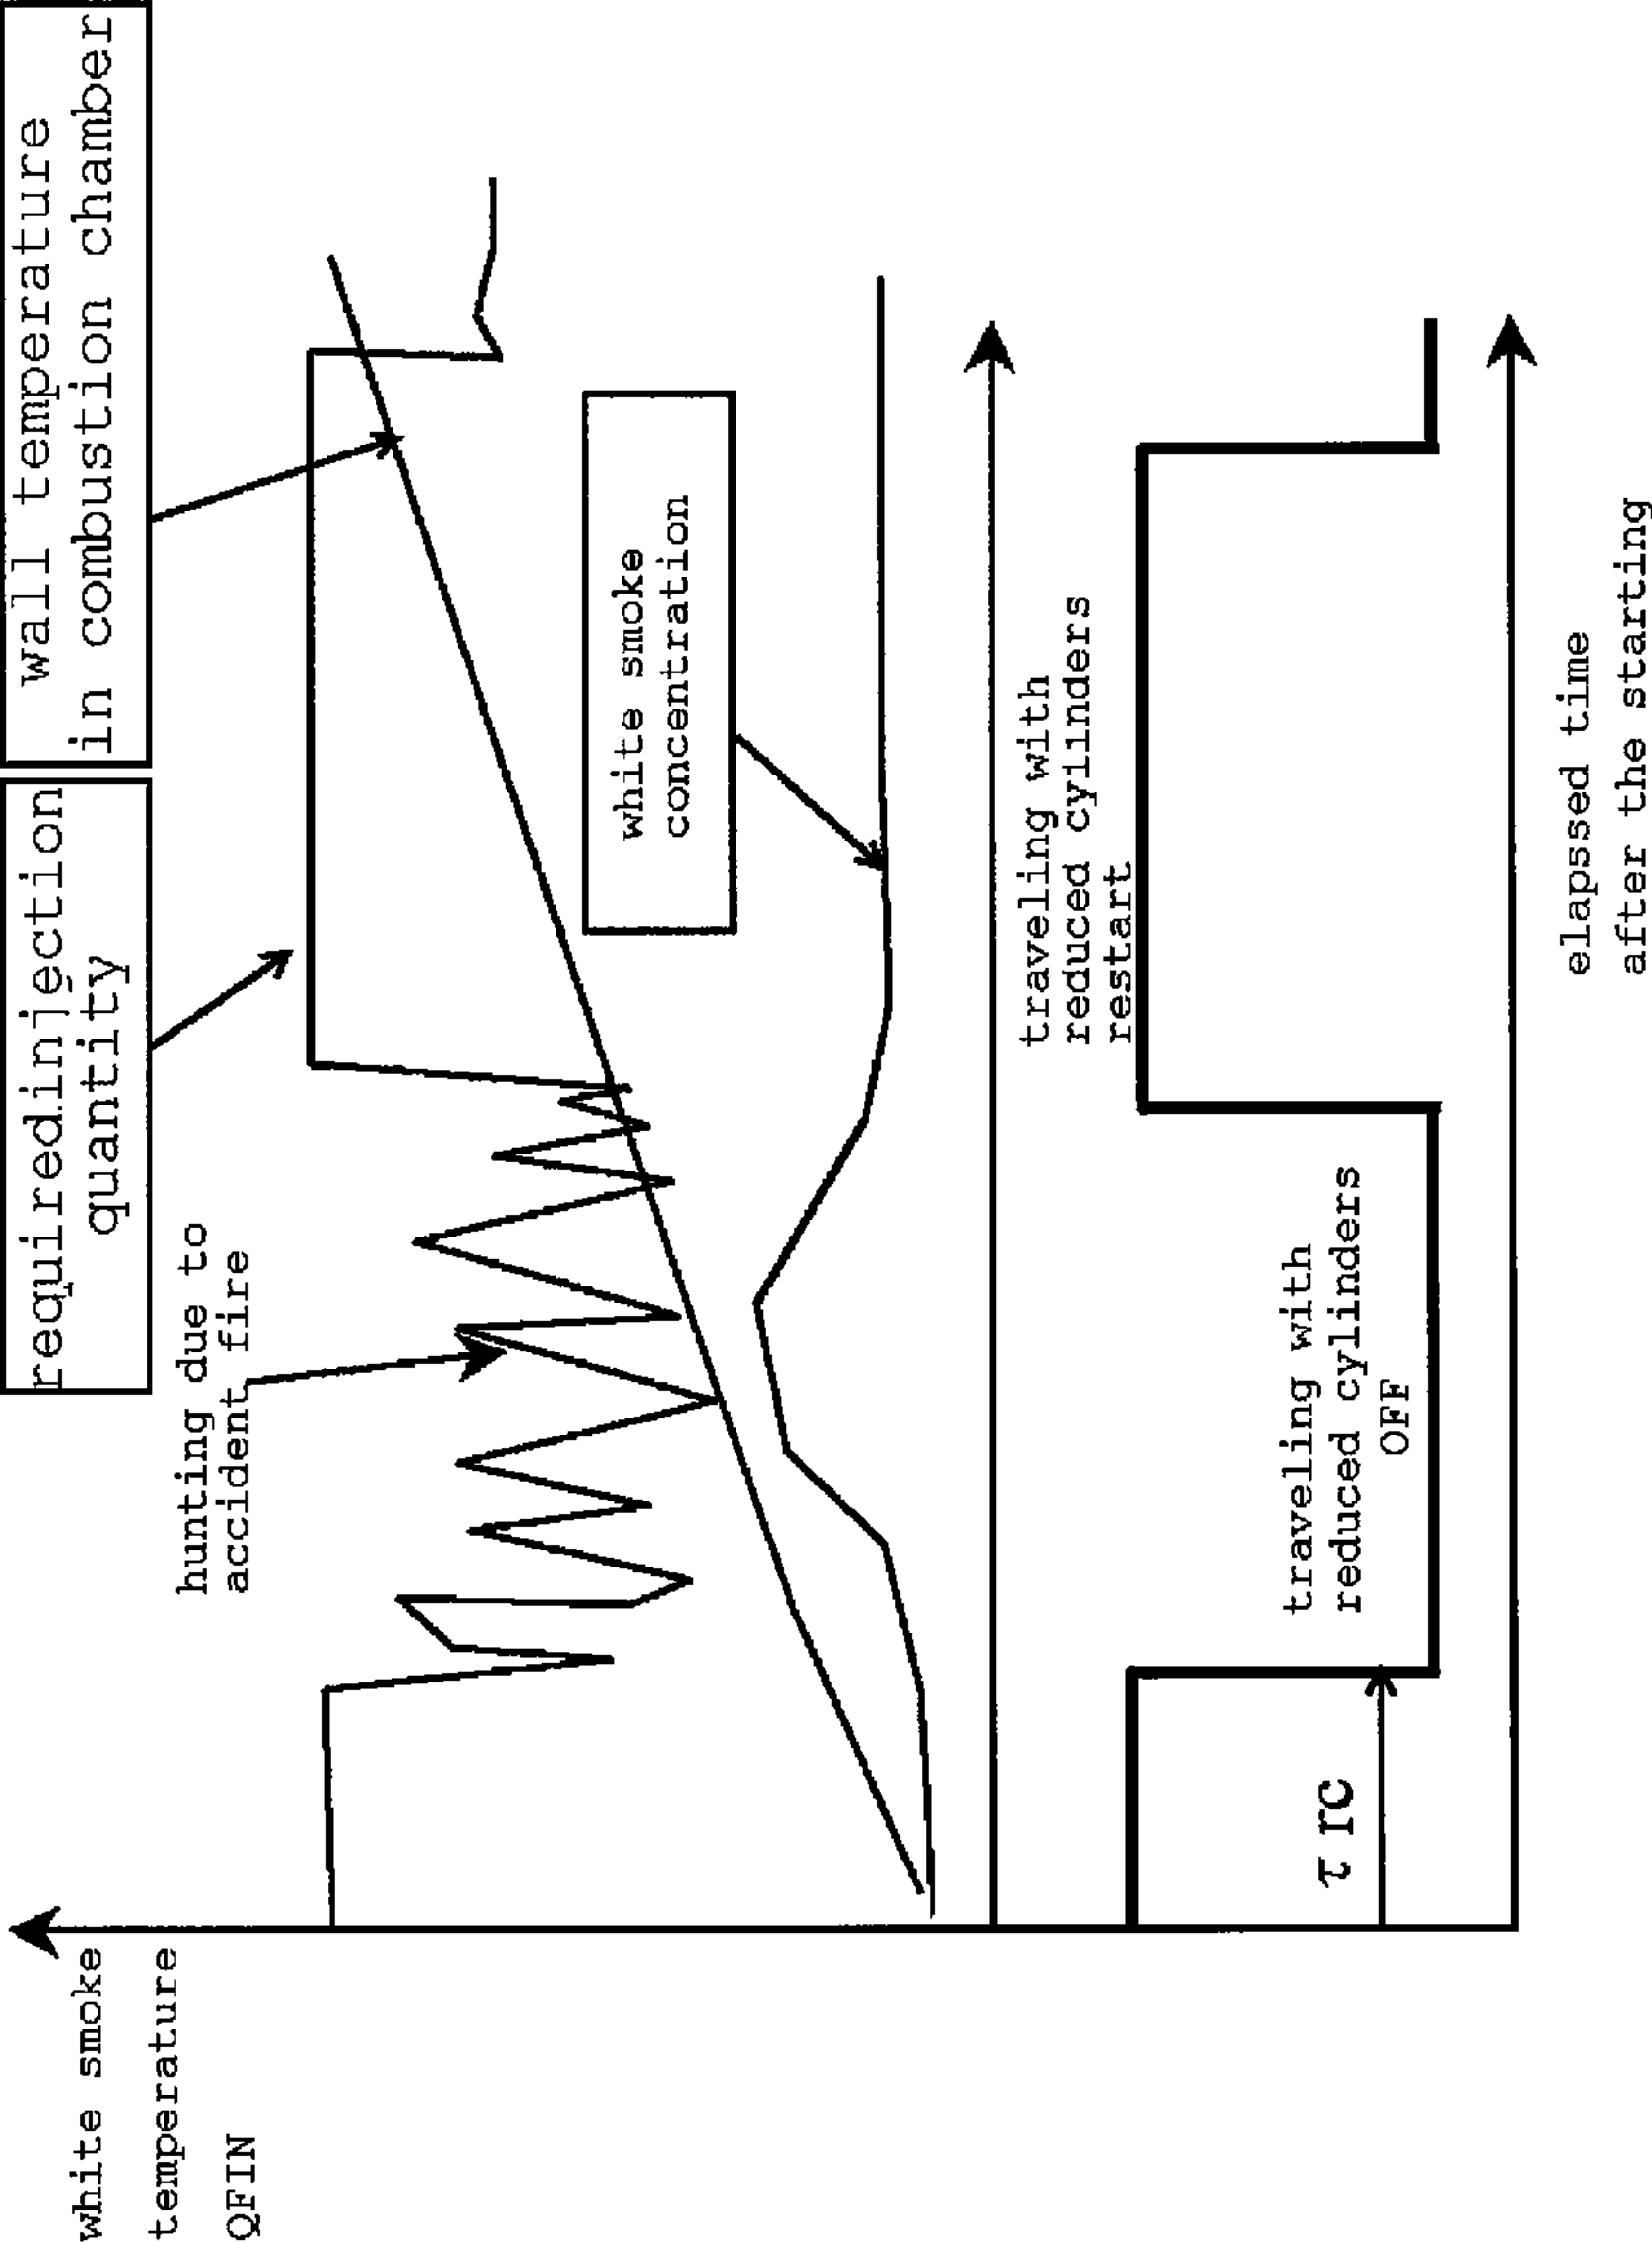 white smoke
temperature
QFIN
requiredinjection
quantity
wall temperature
in combustion chamber
hunting due to
accident fire
white smoke
concentration
traveling with
reduced cylinders
restart
traveling with
reduced cylinders
OFF
τ rc
elapssed time
after the starting